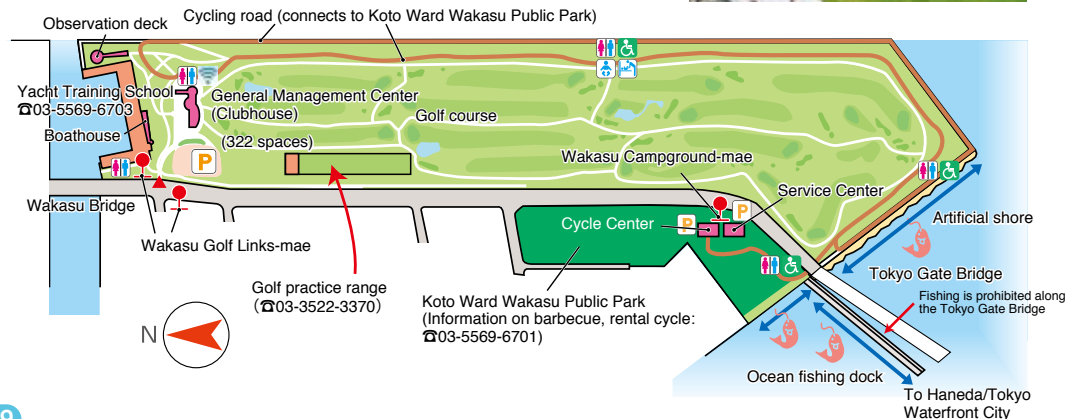 Observation deck
Cycling road (connects to Koto Ward Wakasu Public Park)
Yacht Training School
☎03-5569-6703
General Management Center
(Clubhouse)
Boathouse
(322 spaces)
Golf course
P
Wakasu Campground-mae
Service Center
Wakasu Bridge
Cycle Center
P
P
Artificial shore
Wakasu Golf Links-mae
Tokyo Gate Bridge
Golf practice range
(☎03-3522-3370)
Koto Ward Wakasu Public Park
(Information on barbecue, rental cycle:
☎03-5569-6701)
Fishing is prohibited along
the Tokyo Gate Bridge
N
Ocean fishing dock
To Haneda/Tokyo
Waterfront City